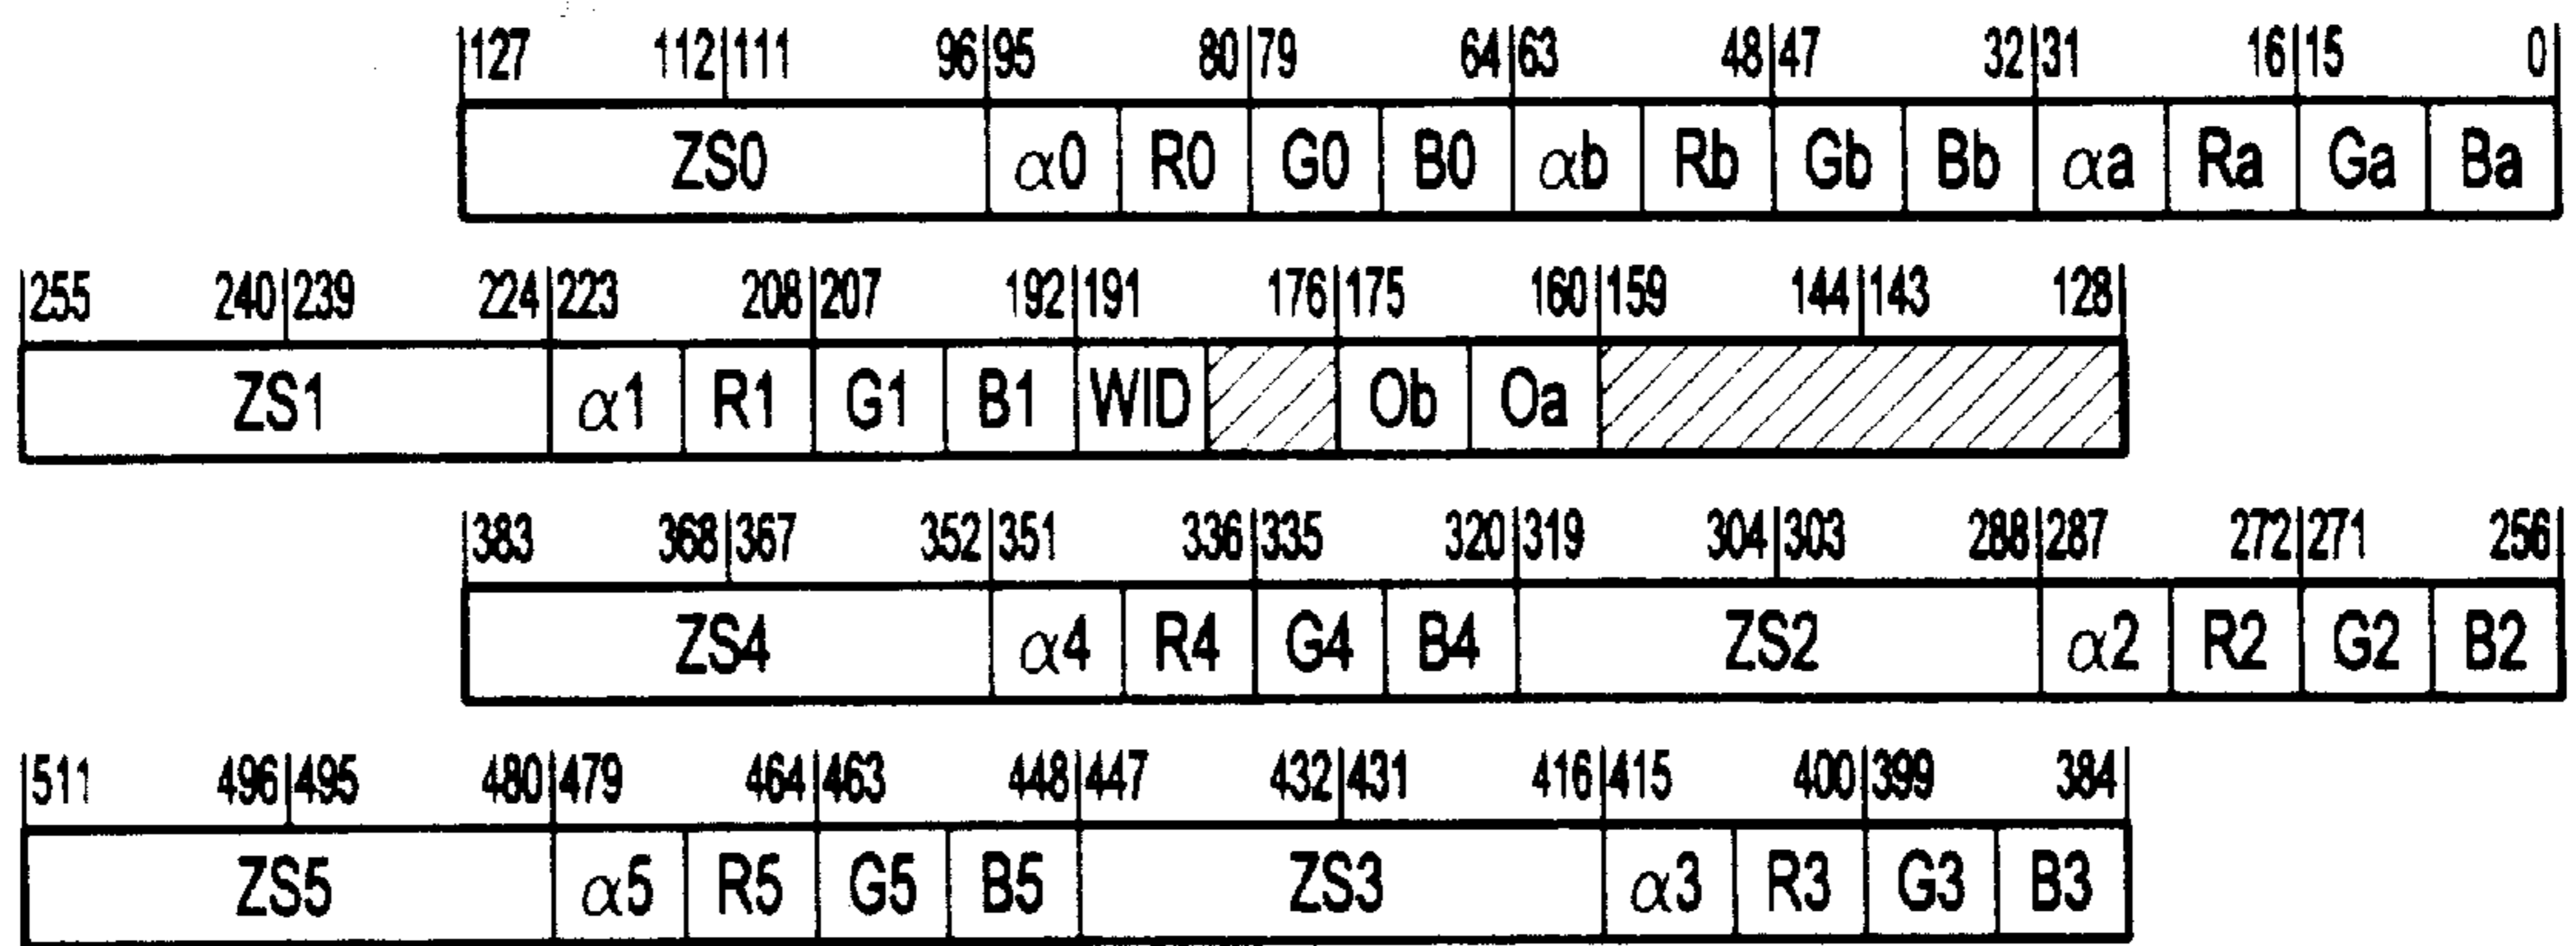 127 112 111 96 95 80 79 64 63 48 47 32 31 16 15 0
ZS0 α0 R0 G0 B0 αb Rb Gb Bb αa Ra Ga Ba
255 240 239 224 223 208 207 192 191 176 175 160 159 144 143 128
ZS1 α1 R1 G1 B1 WID Ob Oa
383 368 367 352 351 336 335 320 319 304 303 288 287 272 271 256
ZS4 α4 R4 G4 B4 ZS2 α2 R2 G2 B2
511 496 495 480 479 464 463 448 447 432 431 416 415 400 399 384
ZS5 α5 R5 G5 B5 ZS3 α3 R3 G3 B3